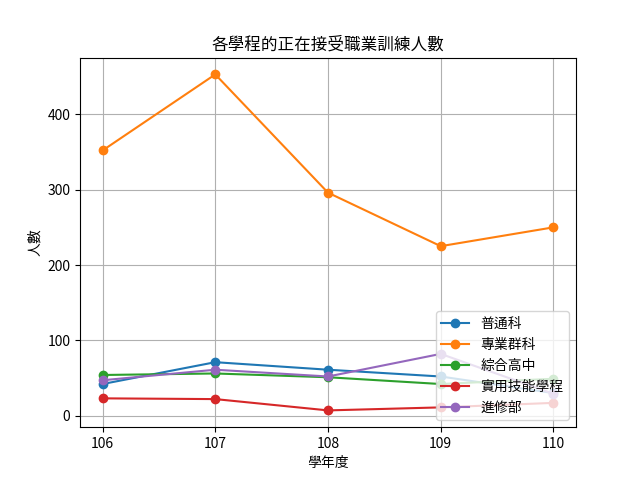 各學程的正在接受職業訓練人數
人數
400
300
200
100
0
106
107
108
109
110
學年度
普通科
專業群科
綜合高中
實用技能學程
進修部